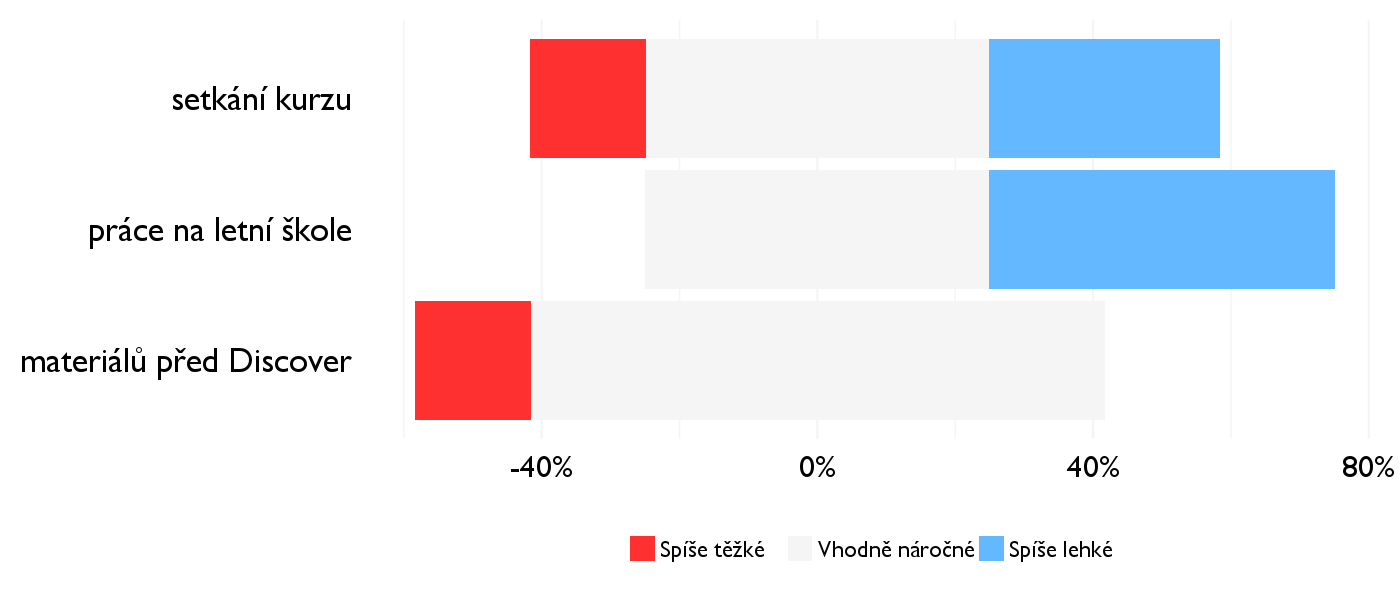 setkání kurzu
práce na letní škole
materiálů před Discover
-40% 0% 40% 80%
Spíše těžké Vhodně náročné Spíše lehké